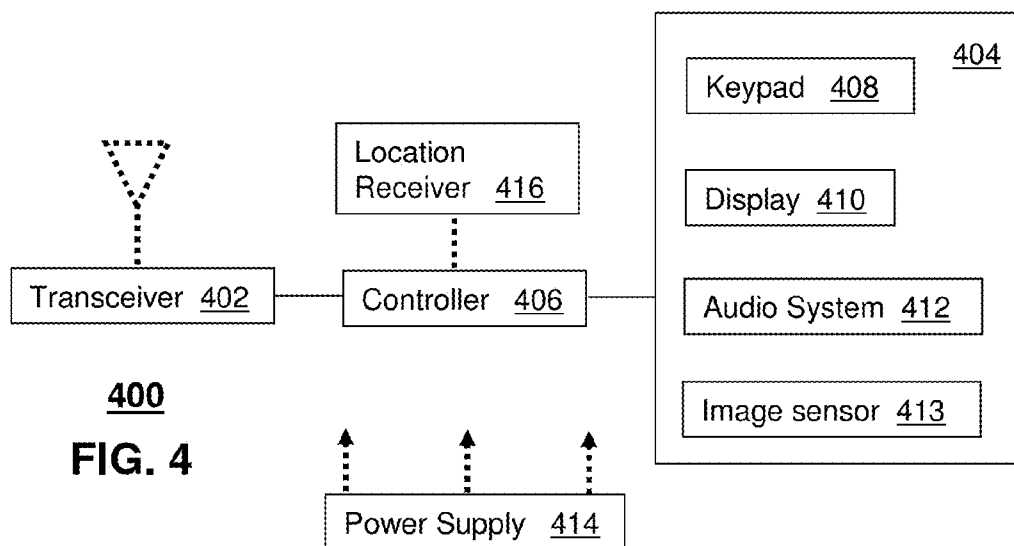 404
Keypad 408
Location
Receiver 416
Display 410
Transceiver 402
Controller 406
Audio System 412
400
Image sensor 413
FIG. 4
Power Supply 414